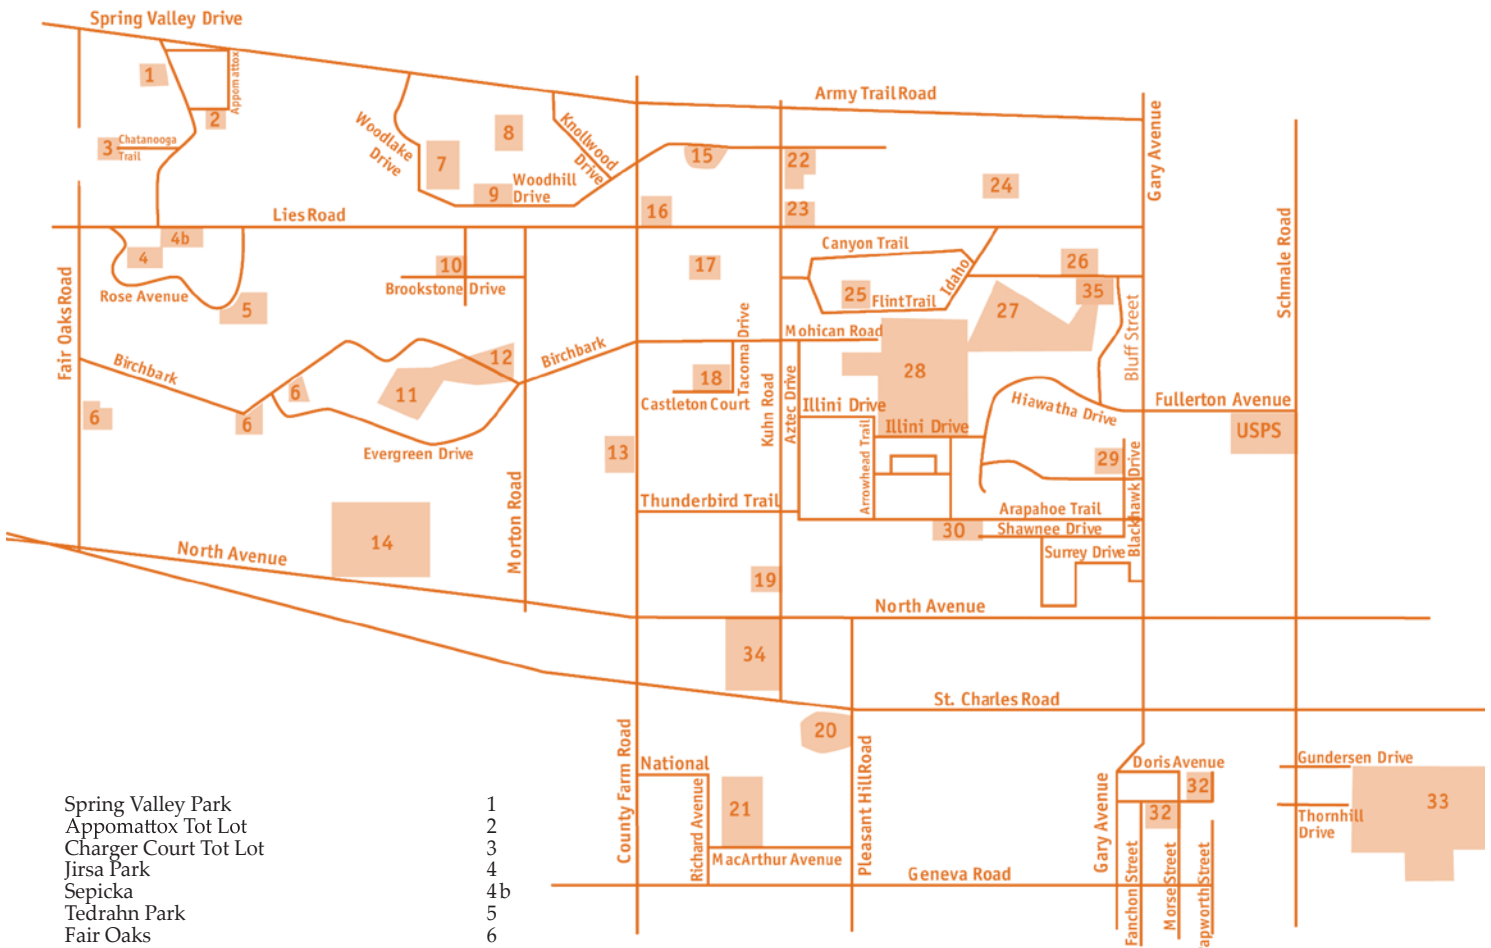 Spring Valley Drive
Army Trail Road
Appomattox
1
2
3
Chatanooga
Trail
Woodlake
Drive
Knollwood
Drive
7
8
9
Woodhill
Drive
15
22
24
16
23
Gary Avenue
Schmale Road
Lies Road
4b
4
Rose Avenue
5
10
Brookstone Drive
17
Canyon Trail
Idaho
25
Flint Trail
26
35
27
Bluff Street
Fair Oaks Road
Birchbark
12
11
6
6
6
Evergreen Drive
Birchbark
Mohican Road
Tacoma Drive
18
Castleton Court
Kuhn Road
Aztec Drive
28
Illini Drive
Illini Drive
Arrowhead Trail
Hiawatha Drive
Fullerton Avenue
USPS
13
29
Blackhawk Drive
Morton Road
14
North Avenue
Thunderbird Trail
Arapahoe Trail
30
Shawnee Drive
Surrey Drive
19
North Avenue
34
St. Charles Road
20
County Farm Road
National
Richard Avenue
21
MacArthur Avenue
Pleasant Hill Road
Geneva Road
Gary Avenue
Doris Avenue
32
32
Fanchon Street
Morse Street
Papworth Street
Gundersen Drive
33
Thornhill
Drive
Spring Valley Park 1
Appomattox Tot Lot 2
Charger Court Tot Lot 3
Jirsa Park 4
Sepicka 4b
Tedrahn Park 5
Fair Oaks 6